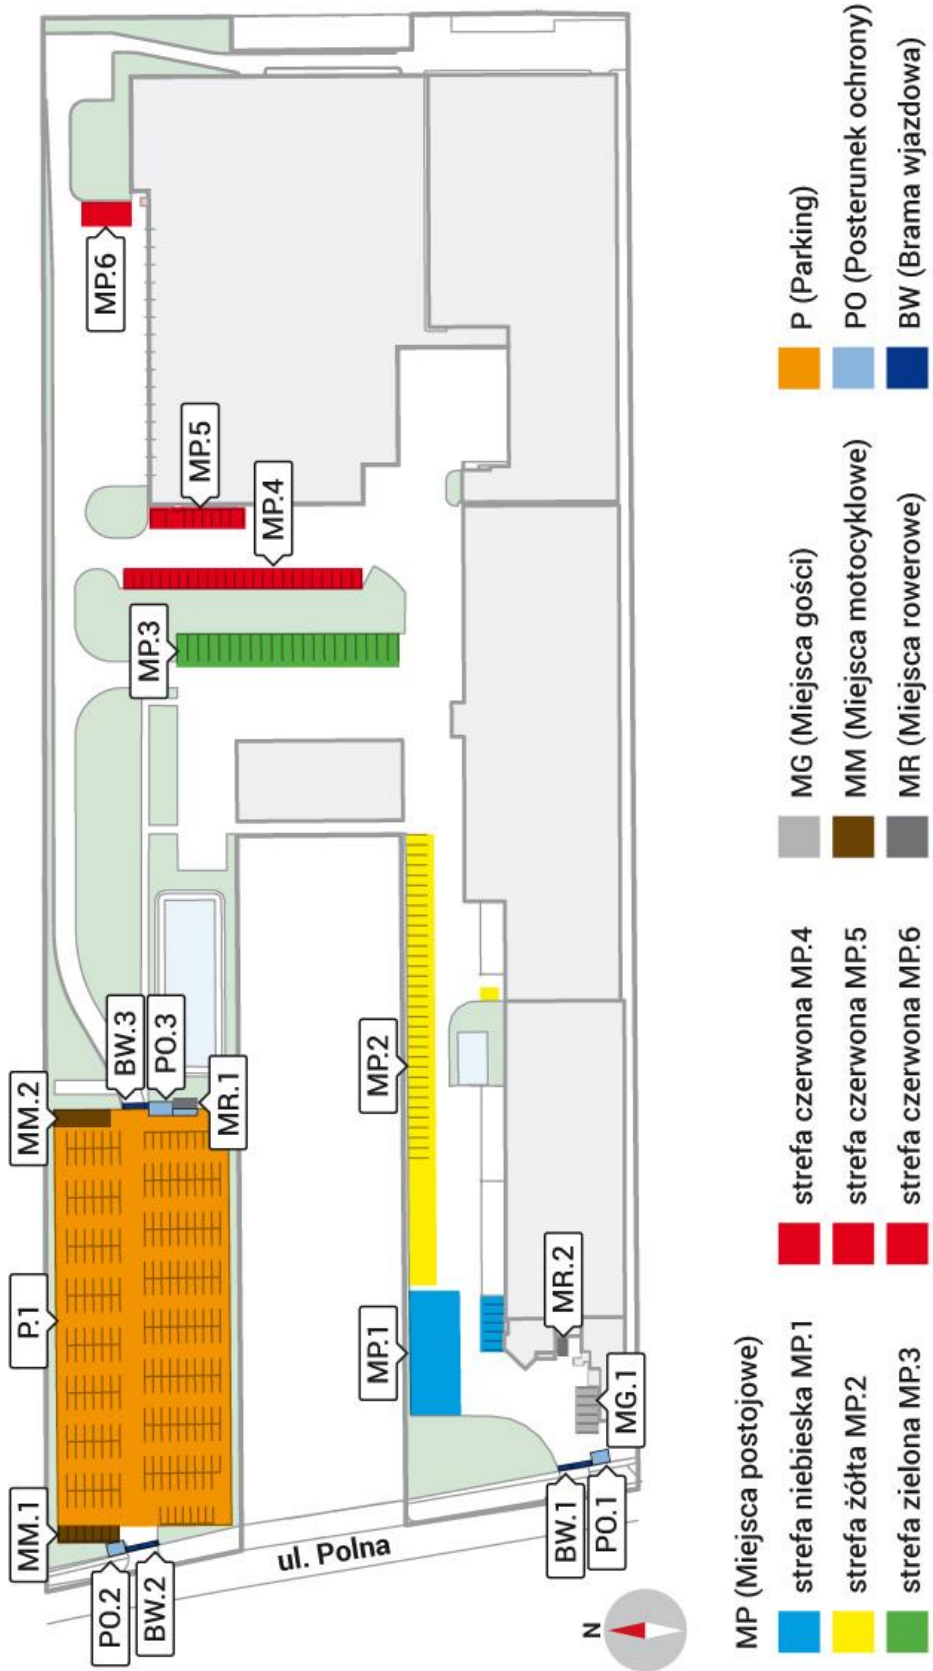 MM.1
P.1
MM.2
PO.2
BW.2
BW.3
PO.3
MR.1
MP.6
MP.5
MP.4
MP.3
MP.2
MP.1
MR.2
MG.1
BW.1
PO.1
ul. Polna
N
MP (Miejsca postojowe)
strefa niebieska MP.1
strefa żółta MP.2
strefa zielona MP.3
strefa czerwona MP.4
strefa czerwona MP.5
strefa czerwona MP.6
MG (Miejsca gości)
MM (Miejsca motocyklowe)
MR (Miejsca rowerowe)
P (Parking)
PO (Posterunek ochrony)
BW (Brama wjazdowa)